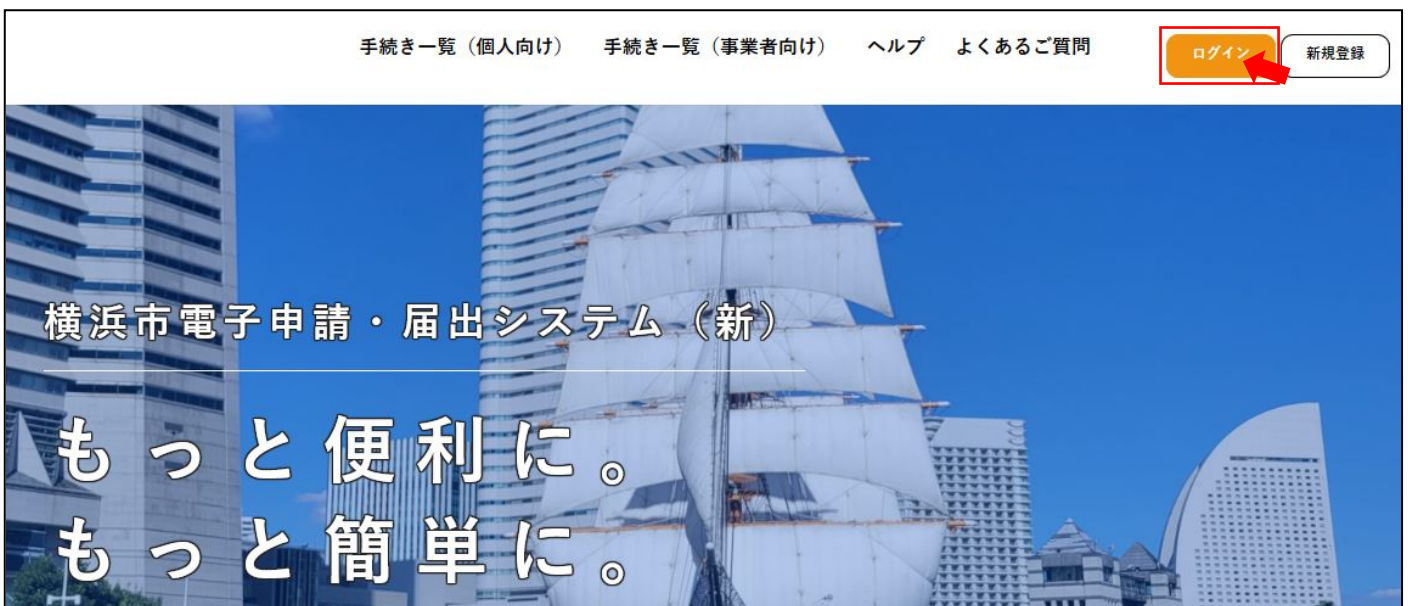 手続き一覧（個人向け） 手続き一覧（事業者向け） ヘルプ よくあるご質問 ログイン 新規登録
横浜市電子申請・届出システム（新）
もっと便利に。
もっと簡単に。